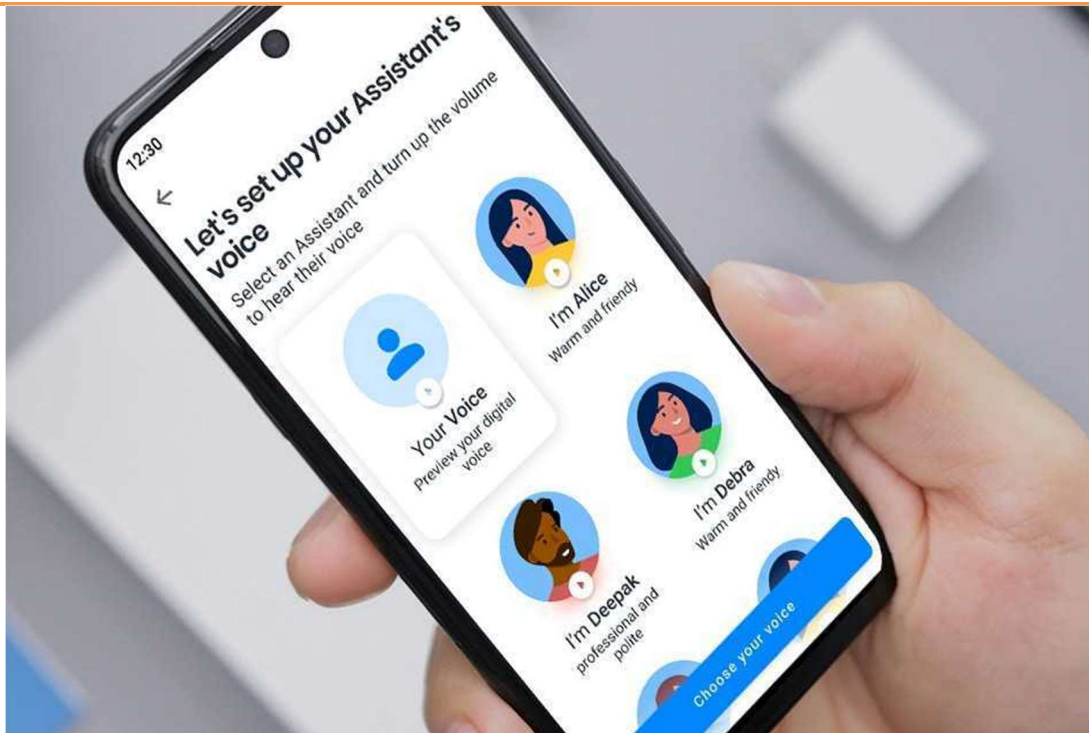 12:30
Let's set up your Assistant's
voice
Select an Assistant and turn up the volume
to hear their voice
Your Voice
Preview your digital
voice
I'm Alice
Warm and friendy
I'm Deepak
professional and
polite
I'm Debra
Warm and friendy
Choose your voice